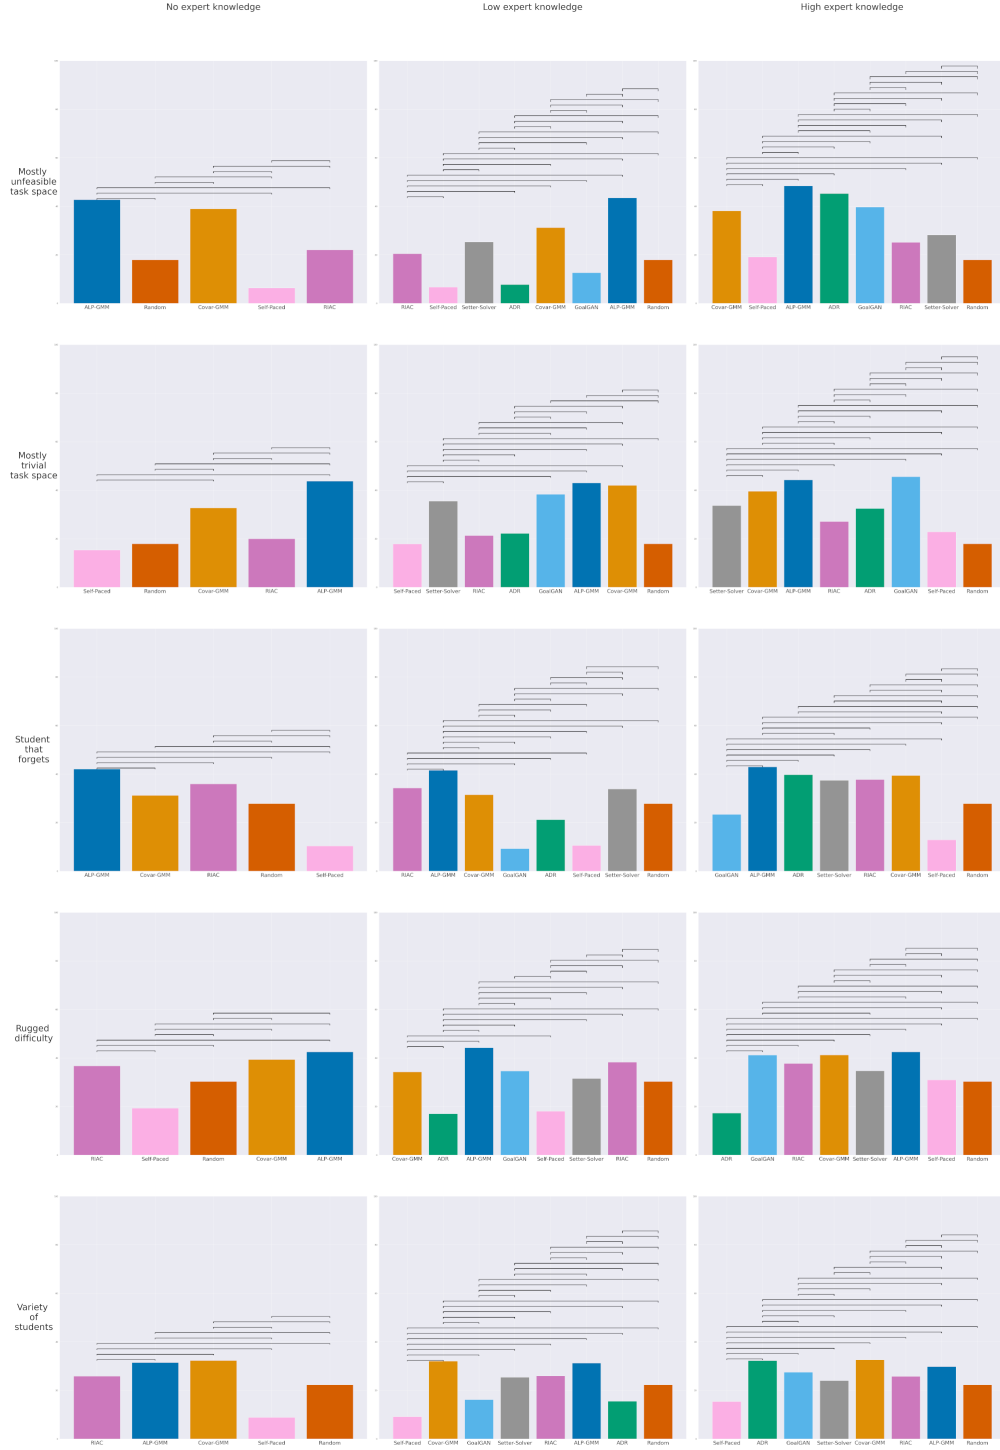 No expert knowledge
Low expert knowledge
High expert knowledge
Mostly
unfeasible
task space
ALP-GMM Random Covar-GMM Self-Paced RIAC
RIAC Self-Paced Setter-Solver ADR Covar-GMM GoalGAN ALP-GMM Random
Covar-GMM Self-Paced ALP-GMM ADR GoalGAN RIAC Setter-Solver Random
Mostly
trivial
task space
Self-Paced Random Covar-GMM RIAC ALP-GMM
Self-Paced Setter-Solver RIAC ADR GoalGAN ALP-GMM Covar-GMM Random
Setter-Solver Covar-GMM ALP-GMM RIAC ADR GoalGAN Self-Paced Random
Student
that
forgets
ALP-GMM Covar-GMM RIAC Random Self-Paced
RIAC ALP-GMM Covar-GMM GoalGAN ADR Self-Paced Setter-Solver Random
GoalGAN ALP-GMM ADR Setter-Solver RIAC Covar-GMM Self-Paced Random
Rugged
difficulty
RIAC Self-Paced Random Covar-GMM ALP-GMM
Covar-GMM ADR ALP-GMM GoalGAN Self-Paced Setter-Solver RIAC Random
ADR GoalGAN RIAC Covar-GMM Setter-Solver ALP-GMM Self-Paced Random
Variety
of
students
RIAC ALP-GMM Covar-GMM Self-Paced Random
Self-Paced Covar-GMM GoalGAN Setter-Solver RIAC ALP-GMM ADR Random
Self-Paced ADR GoalGAN Setter-Solver Covar-GMM RIAC ALP-GMM Random